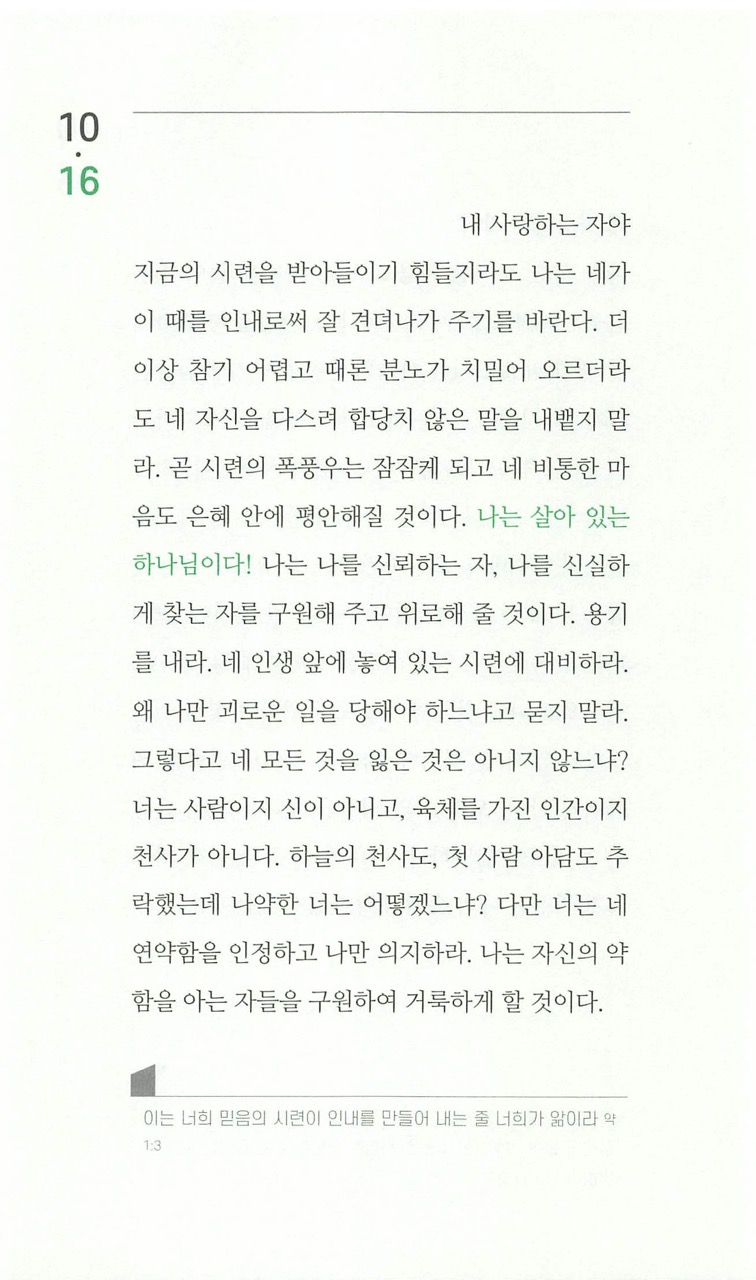 10
·
16
내 사랑하는 자야
지금의 시련을 받아들이기 힘들지라도 나는 네가
이 때를 인내로써 잘 견뎌나가 주기를 바란다. 더
이상 참기 어렵고 때론 분노가 치밀어 오르더라
도 네 자신을 다스려 합당치 않은 말을 내뱉지 말
라. 곧 시련의 폭풍우는 잠잠케 되고 네 비통한 마
음도 은혜 안에 평안해질 것이다. 나는 살아 있는
하나님이다! 나는 나를 신뢰하는 자, 나를 신실하
게 찾는 자를 구원해 주고 위로해 줄 것이다. 용기
를 내라. 네 인생 앞에 놓여 있는 시련에 대비하라.
왜 나만 괴로운 일을 당해야 하느냐고 묻지 말라.
그렇다고 네 모든 것을 잃은 것은 아니지 않느냐?
너는 사람이지 신이 아니고, 육체를 가진 인간이지
천사가 아니다. 하늘의 천사도, 첫 사람 아담도 추
락했는데 나약한 너는 어떻겠느냐? 다만 너는 네
연약함을 인정하고 나만 의지하라. 나는 자신의 약
함을 아는 자들을 구원하여 거룩하게 할 것이다.
이는 너희 믿음의 시련이 인내를 만들어 내는 줄 너희가 앎이라 약
1:3